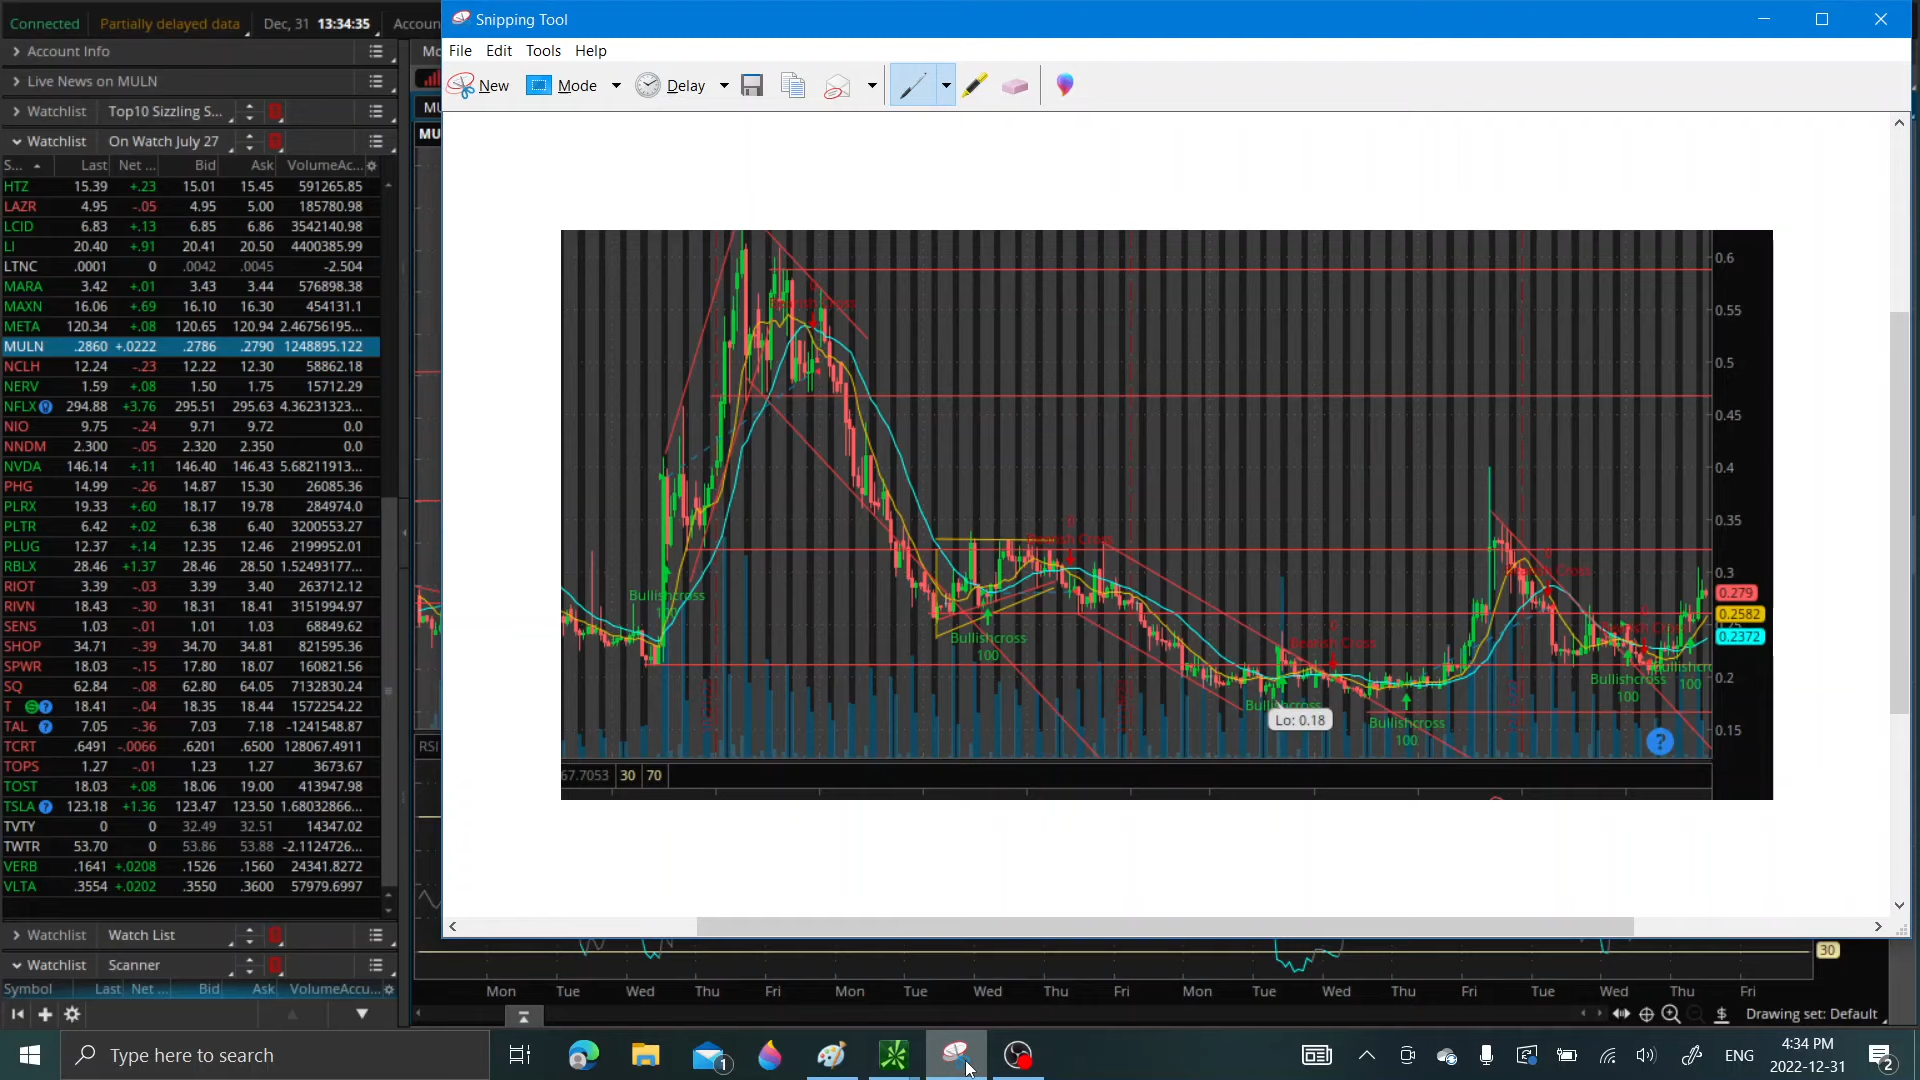 Connected Partially delayed data Dec, 31 13:34:35 Accoun
Account Info
Live News on MULN
Watchlist Top10 Sizzling S...
Watchlist On Watch July 27
S... Last Net ... Bid Ask VolumeAc...
HTZ 15.39 +.23 15.01 15.45 591265.85
LAZR 4.95 -.05 4.95 5.00 185780.98
LCID 6.83 +.13 6.85 6.86 3542140.98
LI 20.40 +.91 20.41 20.50 4400385.99
LTNC .0001 0 .0042 .0045 -2.504
MARA 3.42 +.01 3.43 3.44 576898.38
MAXN 16.06 +.69 16.10 16.30 454131.1
META 120.34 +.08 120.65 120.94 2.46756195...
MULN .2860 +.0222 .2786 .2790 1248895.122
NCLH 12.24 -.23 12.22 12.30 58862.18
NERV 1.59 +.08 1.50 1.75 15712.29
NFLX 294.88 +3.76 295.51 295.63 4.36231323...
NIO 9.75 -.24 9.71 9.72 0.0
NNDM 2.300 -.05 2.320 2.350 0.0
NVDA 146.14 +.11 146.40 146.43 5.68211913...
PHG 14.99 -.26 14.87 15.30 26085.36
PLRX 19.33 +.60 18.17 19.78 284974.0
PLTR 6.42 +.02 6.38 6.40 3200553.27
PLUG 12.37 +.14 12.35 12.46 2199952.01
RBLX 28.46 +1.37 28.46 28.50 1.52493177...
RIOT 3.39 -.03 3.39 3.40 263712.12
RIVN 18.43 -.30 18.31 18.41 3151994.97
SENS 1.03 -.01 1.01 1.03 68849.62
SHOP 34.71 -.39 34.70 34.81 821595.36
SPWR 18.03 -.15 17.80 18.07 160821.56
SQ 62.84 -.08 62.80 64.05 7132830.24
T 18.41 -.04 18.35 18.44 1572254.22
TAL 7.05 -.36 7.03 7.18 -1241548.87
TCRT .6491 -.0066 .6201 .6500 128067.4911
TOPS 1.27 -.01 1.23 1.27 3673.67
TOST 18.03 +.08 18.06 19.00 413947.98
TSLA 123.18 +1.36 123.47 123.50 1.68032866...
TVTY 0 0 32.49 32.51 14347.02
TWTR 53.70 0 53.86 53.88 -2.1124726...
VERB .1641 +.0208 .1526 .1560 24341.8272
VLTA .3554 +.0202 .3550 .3600 57979.6997
Watchlist Watch List
Watchlist Scanner
Symbol Last Net ... Bid Ask VolumeAccu...
Snipping Tool
File Edit Tools Help
New Mode Delay
MU
0.6
0.55
0.5
0.45
0.4
0.35
0.3
0.279
0.2582
0.2372
0.2
0.15
Bearish Cross
Bullishcross
100
Bearish Cross
Bullishcross
100
Bearish Cross
Bullishcross
Lo: 0.18
Bullishcross
100
Bearish Cross
Bullishcross
100
100
67.7053 30 70
RSI
30
Mon Tue Wed Thu Fri Mon Tue Wed Thu Fri Mon Tue Wed Thu Fri Tue Wed Thu Fri
Drawing set: Default
Type here to search
1
ENG
4:34 PM
2022-12-31
2